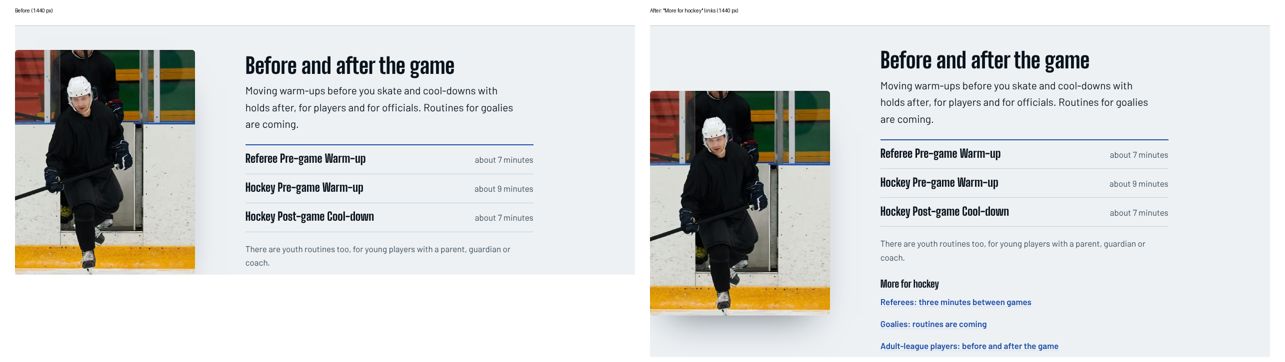 Before (1440 px)
Before and after the game
Moving warm-ups before you skate and cool-downs with
holds after, for players and for officials. Routines for goalies
are coming.
Referee Pre-game Warm-up about 7 minutes
Hockey Pre-game Warm-up about 9 minutes
Hockey Post-game Cool-down about 7 minutes
There are youth routines too, for young players with a parent, guardian or
coach.
After: "More for hockey" links (1440 px)
Before and after the game
Moving warm-ups before you skate and cool-downs with
holds after, for players and for officials. Routines for goalies
are coming.
Referee Pre-game Warm-up about 7 minutes
Hockey Pre-game Warm-up about 9 minutes
Hockey Post-game Cool-down about 7 minutes
There are youth routines too, for young players with a parent, guardian or
coach.
More for hockey
Referees: three minutes between games
Goalies: routines are coming
Adult-league players: before and after the game